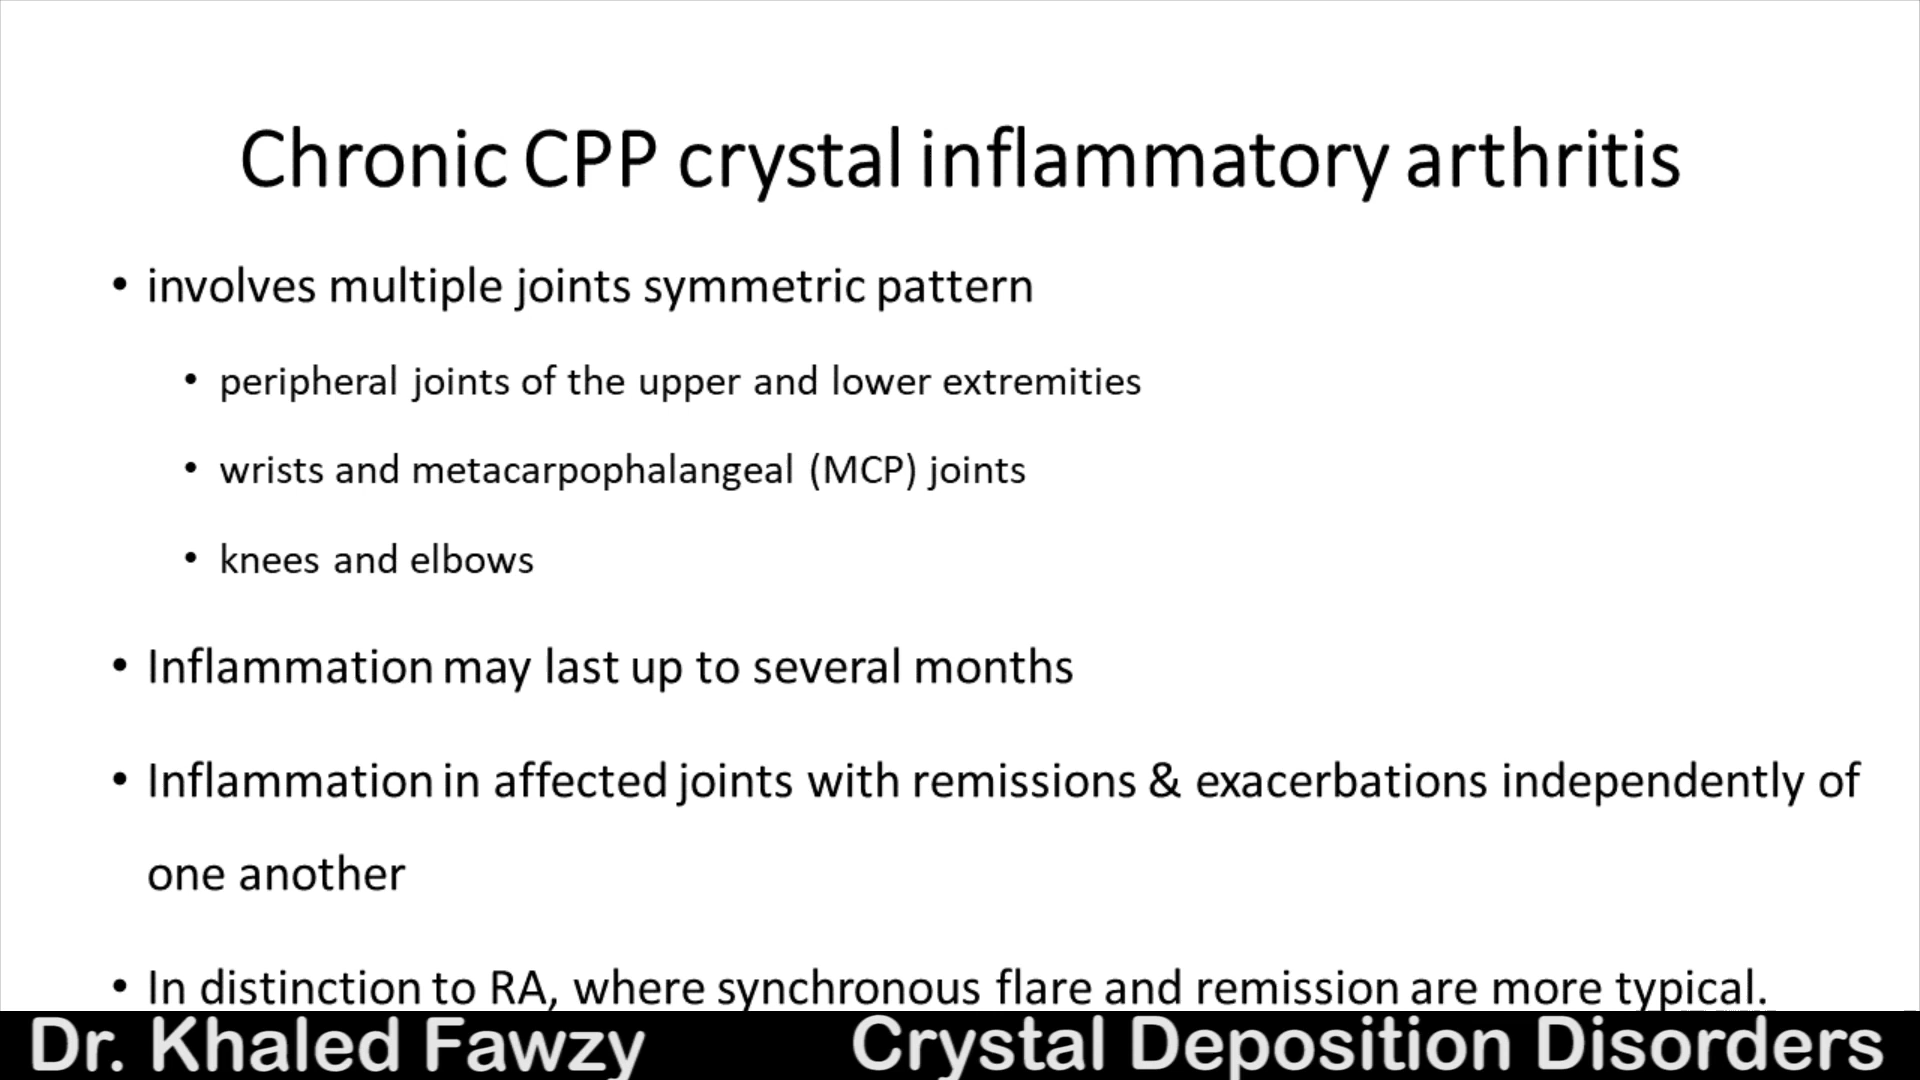 Chronic CPP crystal inflammatory arthritis
• involves multiple joints symmetric pattern
• peripheral joints of the upper and lower extremities
• wrists and metacarpophalangeal (MCP) joints
• knees and elbows
• Inflammation may last up to several months
• Inflammation in affected joints with remissions & exacerbations independently of
one another
• In distinction to RA, where synchronous flare and remission are more typical.
Dr. Khaled Fawzy Crystal Deposition Disorders